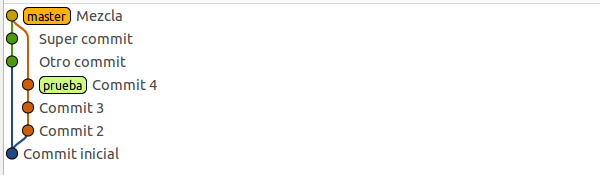 master Mezcla
Super commit
Otro commit
prueba Commit 4
Commit 3
Commit 2
Commit inicial